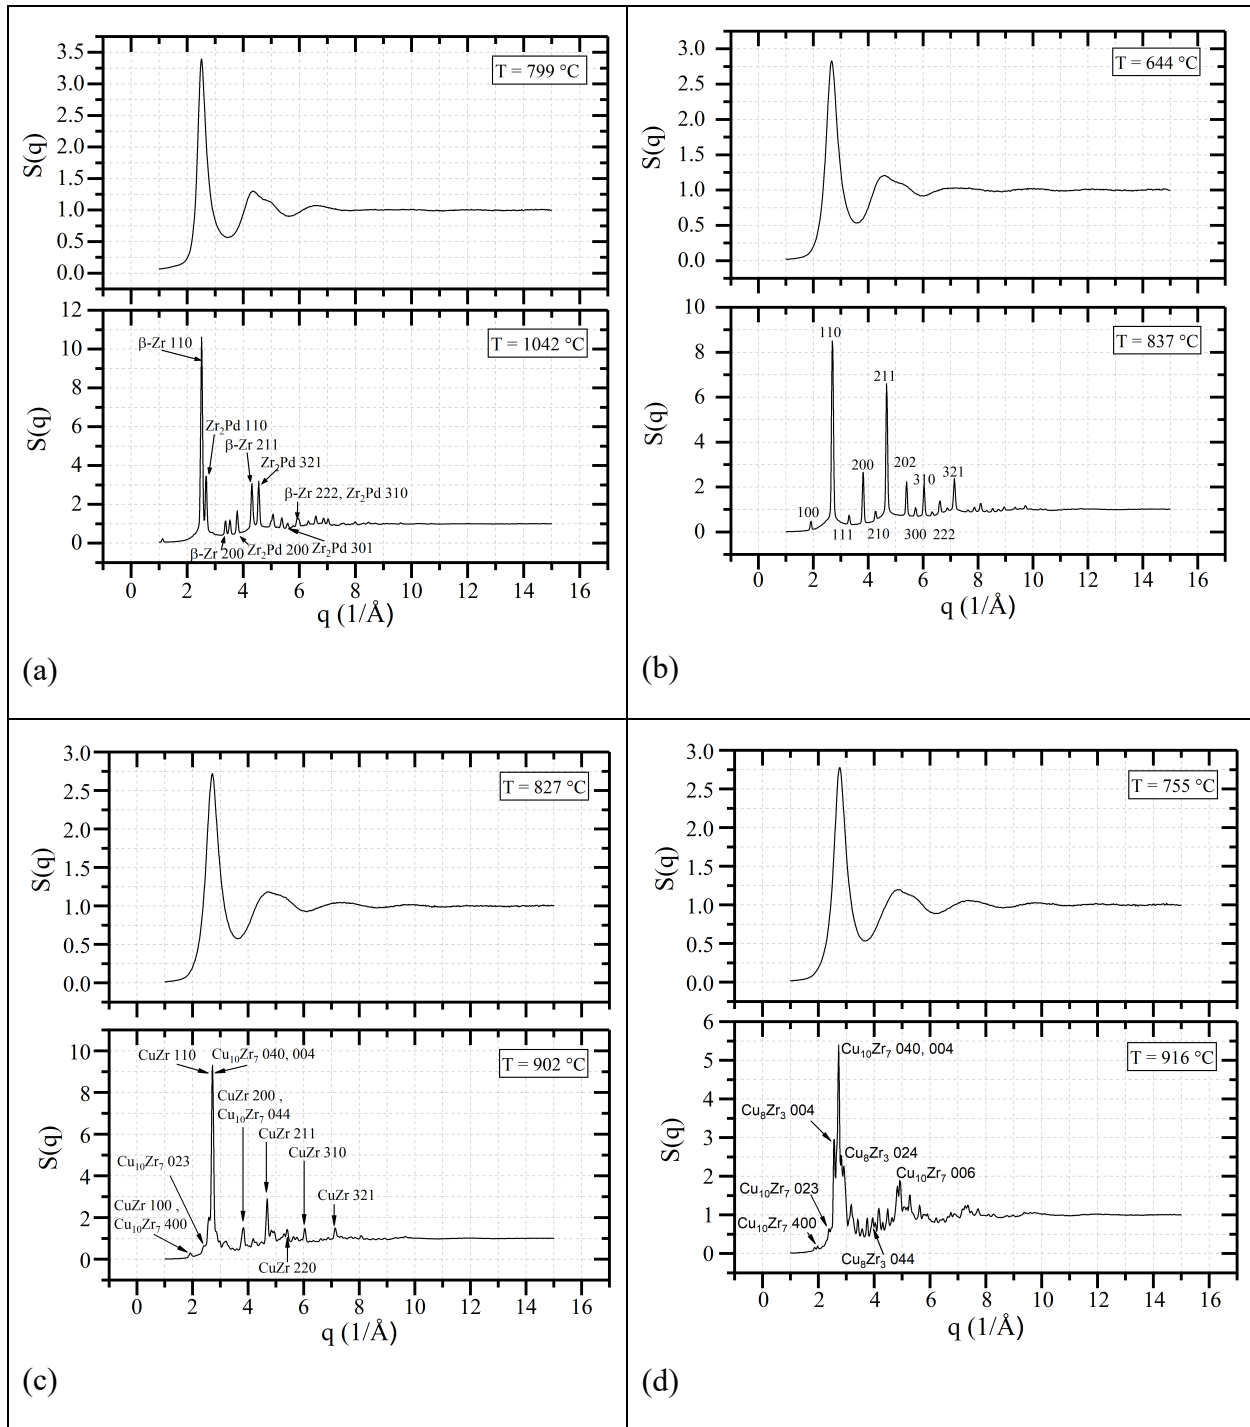 3.5
3.0
2.5
2.0
1.5
1.0
0.5
0.0
S(q)
T = 799 °C
12
10
8
6
4
2
0
S(q)
T = 1042 °C
β-Zr 110
Zr₂Pd 110
β-Zr 211
Zr₂Pd 321
β-Zr 222, Zr₂Pd 310
β-Zr 200
Zr₂Pd 200
Zr₂Pd 301
0 2 4 6 8 10 12 14 16
q (1/Å)
(a)
3.0
2.5
2.0
1.5
1.0
0.5
0.0
S(q)
T = 644 °C
10
8
6
4
2
0
S(q)
T = 837 °C
110
211
200
202
310
321
100
111
210
300
222
0 2 4 6 8 10 12 14 16
q (1/Å)
(b)
3.0
2.5
2.0
1.5
1.0
0.5
0.0
S(q)
T = 827 °C
10
8
6
4
2
0
S(q)
T = 902 °C
CuZr 110
Cu₁₀Zr₇ 040, 004
CuZr 200 ,
Cu₁₀Zr₇ 044
CuZr 211
Cu₁₀Zr₇ 023
CuZr 310
CuZr 100 ,
Cu₁₀Zr₇ 400
CuZr 321
CuZr 220
0 2 4 6 8 10 12 14 16
q (1/Å)
(c)
3.0
2.5
2.0
1.5
1.0
0.5
0.0
S(q)
T = 755 °C
6
5
4
3
2
1
0
S(q)
T = 916 °C
Cu₁₀Zr₇ 040, 004
Cu₈Zr₃ 004
Cu₈Zr₃ 024
Cu₁₀Zr₇ 006
Cu₁₀Zr₇ 023
Cu₁₀Zr₇ 400
Cu₈Zr₃ 044
0 2 4 6 8 10 12 14 16
q (1/Å)
(d)